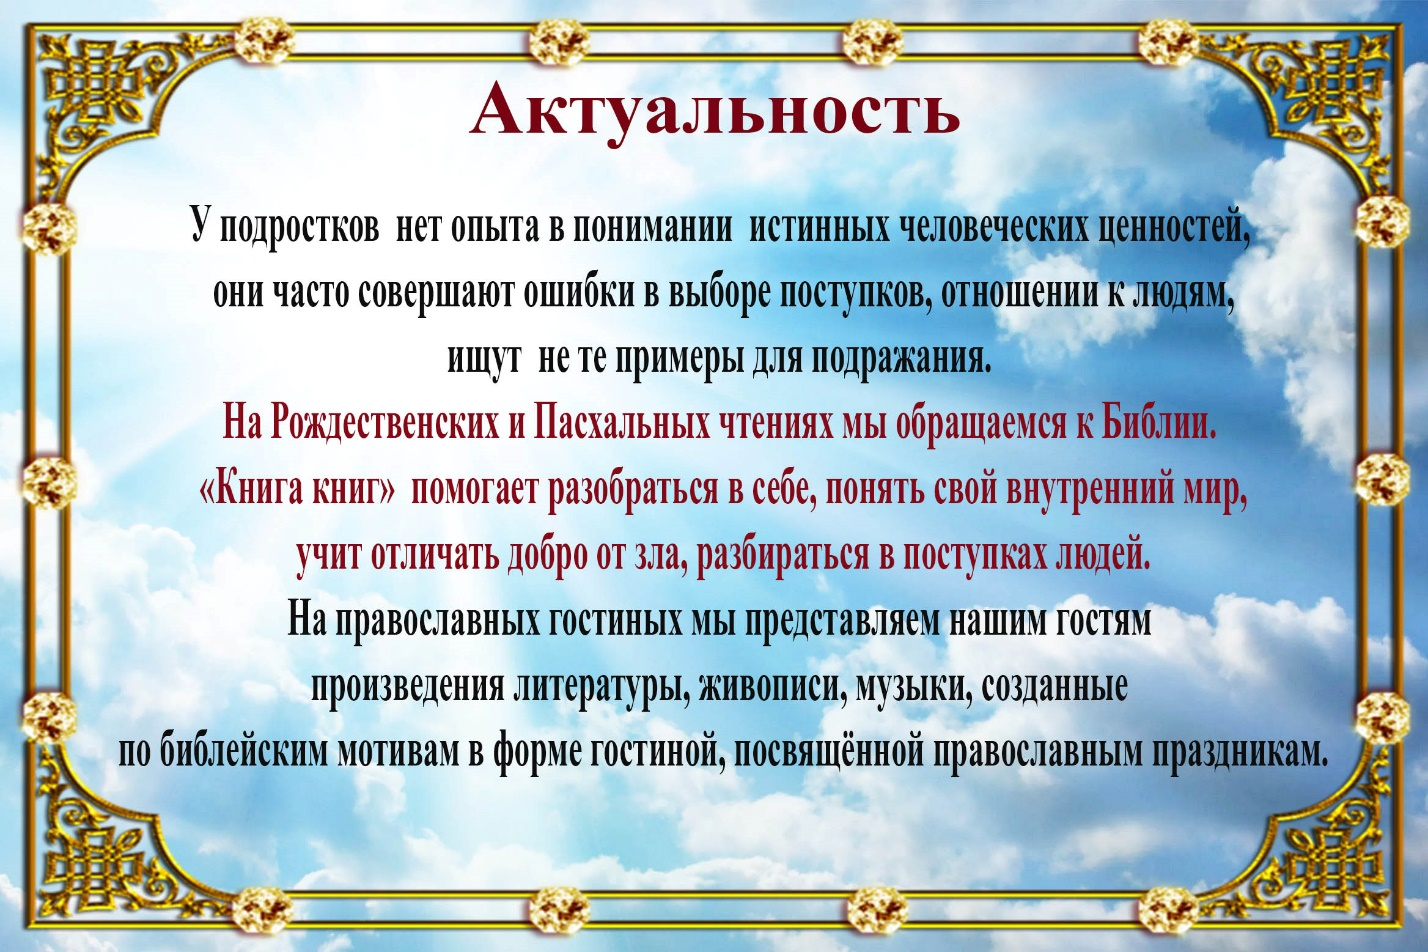 Актуальность
У подростков нет опыта в понимании истинных человеческих ценностей,
они часто совершают ошибки в выборе поступков, отношении к людям,
ищут не те примеры для подражания.
На Рождественских и Пасхальных чтениях мы обращаемся к Библии.
«Книга книг» помогает разобраться в себе, понять свой внутренний мир,
учит отличать добро от зла, разбираться в поступках людей.
На православных гостиных мы представляем нашим гостям
произведения литературы, живописи, музыки, созданные
по библейским мотивам в форме гостиной, посвящённой православным праздникам.